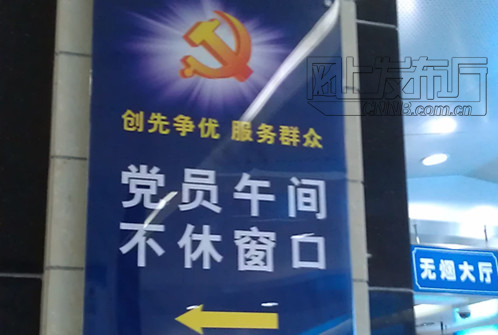 网上发布厅
创先争优 服务群众
党员午间
不休窗口
无烟大厅